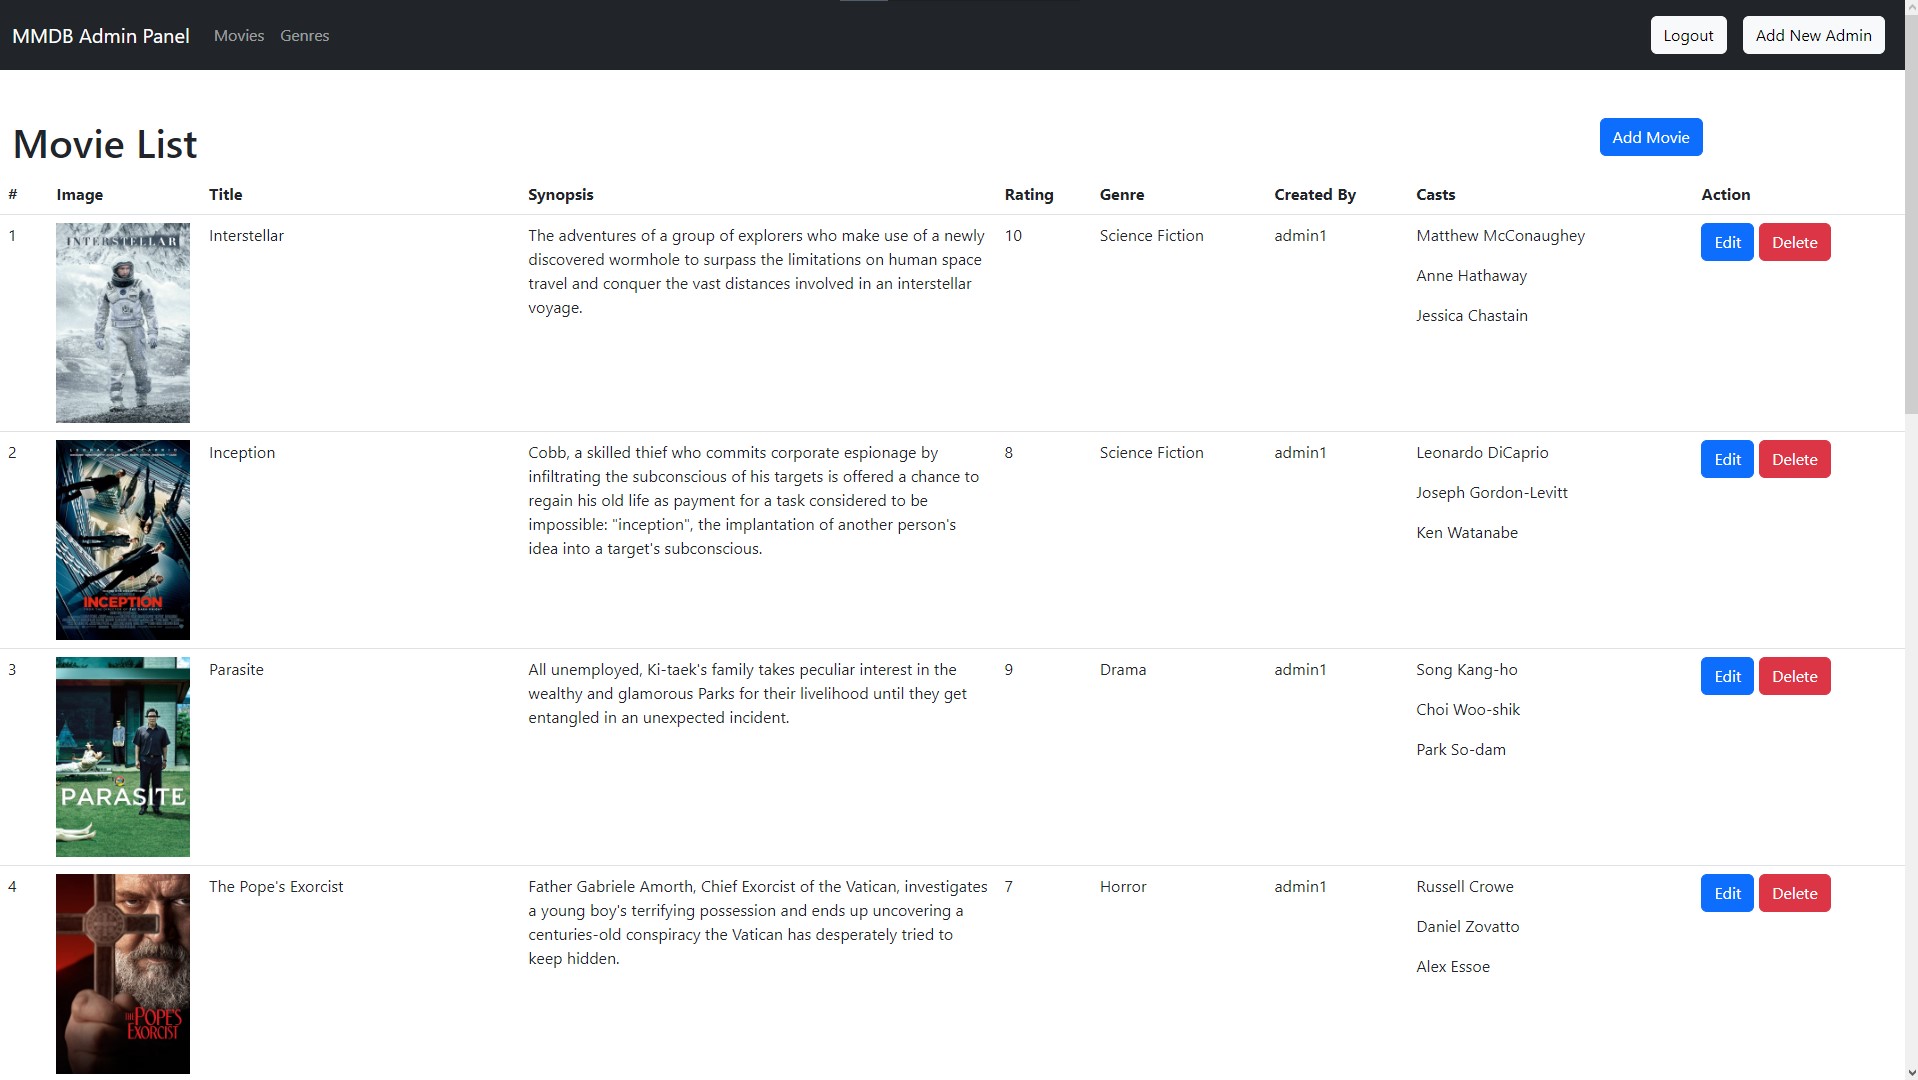 MMDB Admin Panel Movies Genres Logout Add New Admin
Movie List Add Movie
# Image Title Synopsis Rating Genre Created By Casts Action
1 Interstellar The adventures of a group of explorers who make use of a newly 10 Science Fiction admin1 Matthew McConaughey Edit Delete
INTERSTELLAR
discovered wormhole to surpass the limitations on human space
travel and conquer the vast distances involved in an interstellar
voyage.
Anne Hathaway
Jessica Chastain
2 Inception Cobb, a skilled thief who commits corporate espionage by 8 Science Fiction admin1 Leonardo DiCaprio Edit Delete
infiltrating the subconscious of his targets is offered a chance to
regain his old life as payment for a task considered to be
impossible: "inception", the implantation of another person's
idea into a target's subconscious.
Joseph Gordon-Levitt
Ken Watanabe
INCEPTION
3 Parasite All unemployed, Ki-taek's family takes peculiar interest in the 9 Drama admin1 Song Kang-ho Edit Delete
wealthy and glamorous Parks for their livelihood until they get
entangled in an unexpected incident.
Choi Woo-shik
Park So-dam
PARASITE
4 The Pope's Exorcist Father Gabriele Amorth, Chief Exorcist of the Vatican, investigates 7 Horror admin1 Russell Crowe Edit Delete
a young boy's terrifying possession and ends up uncovering a
centuries-old conspiracy the Vatican has desperately tried to
keep hidden.
Daniel Zovatto
Alex Essoe
THE POPE'S
EXORCIST